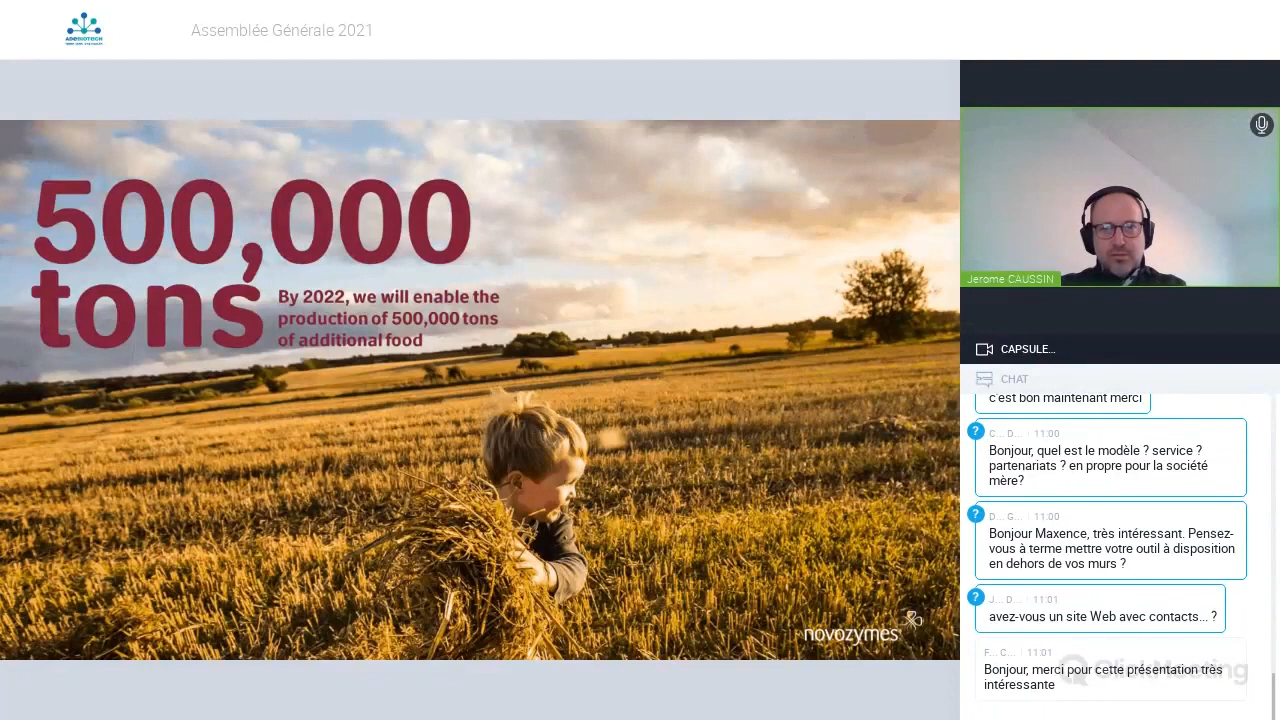 ADEBIOTECH
Assemblée Générale 2021
500,000
tons
By 2022, we will enable the
production of 500,000 tons
of additional food
novozymes
Jerome CAUSSIN
CAPSULE...
CHAT
c'est bon maintenant merci
?
C... D... 11:00
Bonjour, quel est le modèle ? service ?
partenariats ? en propre pour la société
mère?
?
D... G... 11:00
Bonjour Maxence, très intéressant. Pensez-
vous à terme mettre votre outil à disposition
en dehors de vos murs ?
?
J... D... 11:01
avez-vous un site Web avec contacts... ?
F... C... 11:01
Bonjour, merci pour cette présentation très
intéressante
ClickMeeting